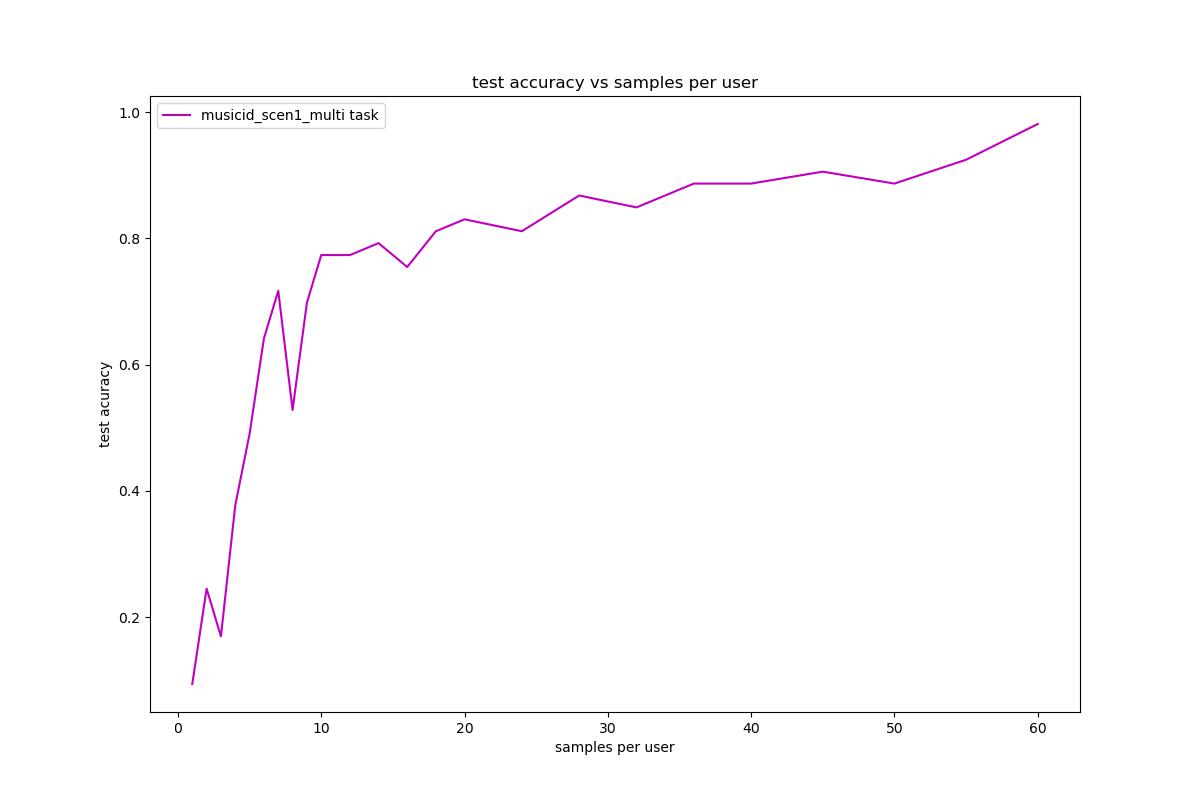 test accuracy vs samples per user
musicid_scen1_multi task
1.0
0.8
0.6
0.4
0.2
test acuracy
0 10 20 30 40 50 60
samples per user